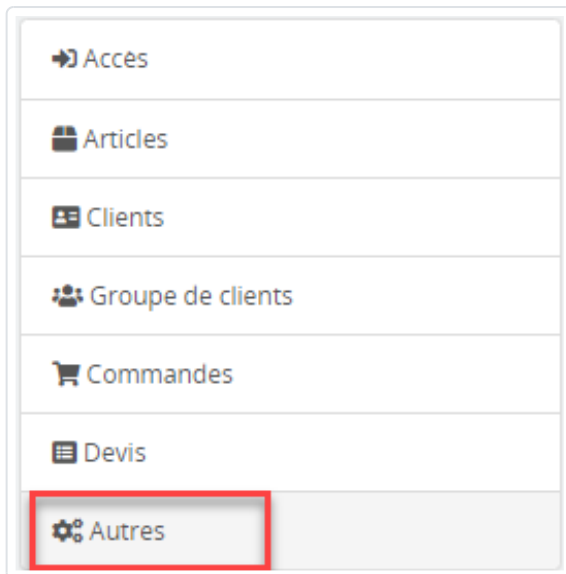 Accès
Articles
Clients
Groupe de clients
Commandes
Devis
Autres